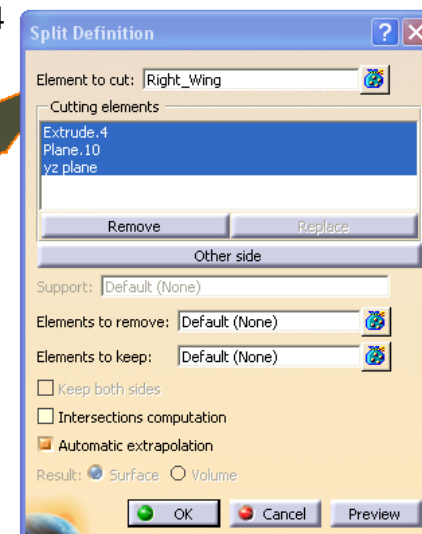 4
Split Definition
Element to cut: Right_Wing
Cutting elements
Extrude.4
Plane.10
yz plane
Remove Replace
Other side
Support: Default (None)
Elements to remove: Default (None)
Elements to keep: Default (None)
Keep both sides
Intersections computation
Automatic extrapolation
Result: Surface Volume
OK Cancel Preview